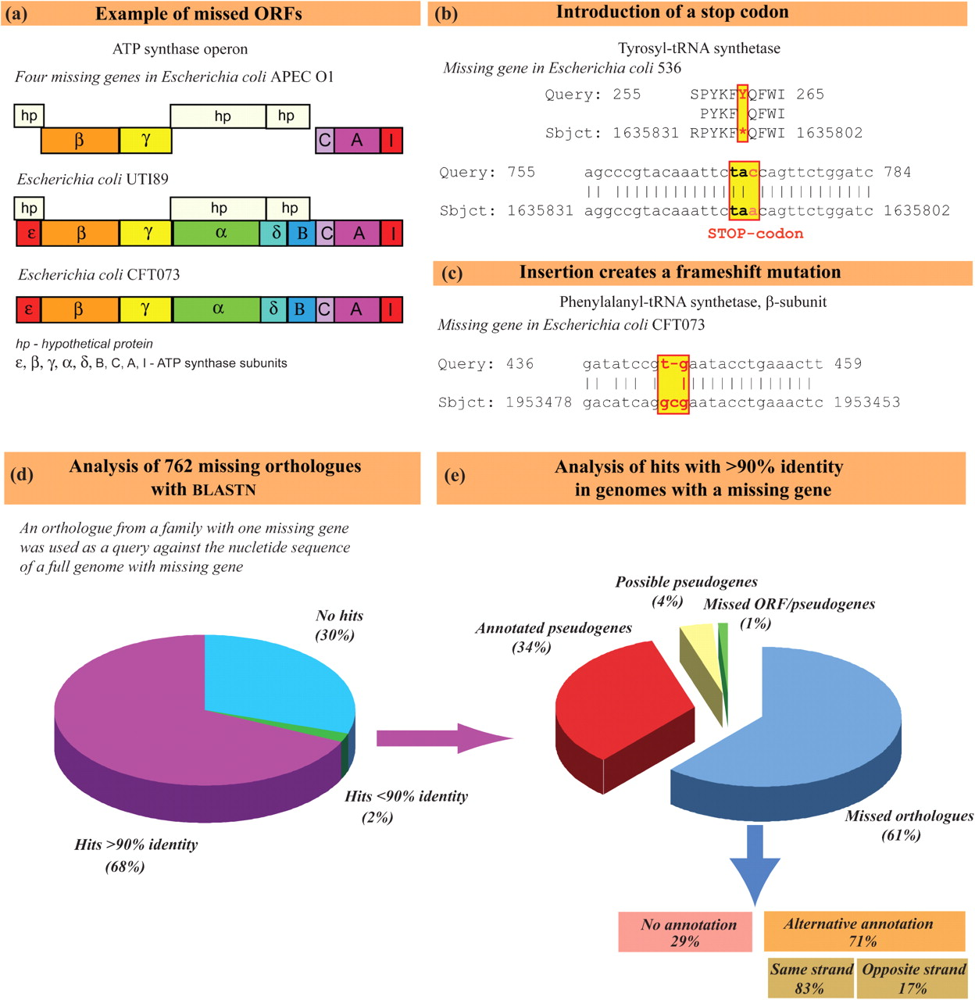 (a) Example of missed ORFs
ATP synthase operon
Four missing genes in Escherichia coli APEC O1
hp hp hp
β γ C A I
Escherichia coli UTI89
hp hp hp
ε β γ α δ B C A I
Escherichia coli CFT073
ε β γ α δ B C A I
hp - hypothetical protein
ε, β, γ, α, δ, B, C, A, I - ATP synthase subunits
(b) Introduction of a stop codon
Tyrosyl-tRNA synthetase
Missing gene in Escherichia coli 536
Query: 255 SPYKFYQFWI 265
PYKF QFWI
Sbjct: 1635831 RPYKF*QFWI 1635802
Query: 755 agcccgtacaaattctaccagttctggatc 784
|| ||||||||||||||| ||||||||||||
Sbjct: 1635831 aggccgtacaaattctaacagttctggatc 1635802
STOP-codon
(c) Insertion creates a frameshift mutation
Phenylalanyl-tRNA synthetase, β-subunit
Missing gene in Escherichia coli CFT073
Query: 436 gatatccgt-gaatacctgaaactt 459
|| ||| | ||||||||||||||
Sbjct: 1953478 gacatcaggcgaatacctgaaactc 1953453
(d) Analysis of 762 missing orthologues
with BLASTN
An orthologue from a family with one missing gene
was used as a query against the nucletide sequence
of a full genome with missing gene
No hits
(30%)
Hits <90% identity
(2%)
Hits >90% identity
(68%)
(e) Analysis of hits with >90% identity
in genomes with a missing gene
Possible pseudogenes
(4%)
Missed ORF/pseudogenes
(1%)
Annotated pseudogenes
(34%)
Missed orthologues
(61%)
No annotation
29%
Alternative annotation
71%
Same strand
83%
Opposite strand
17%